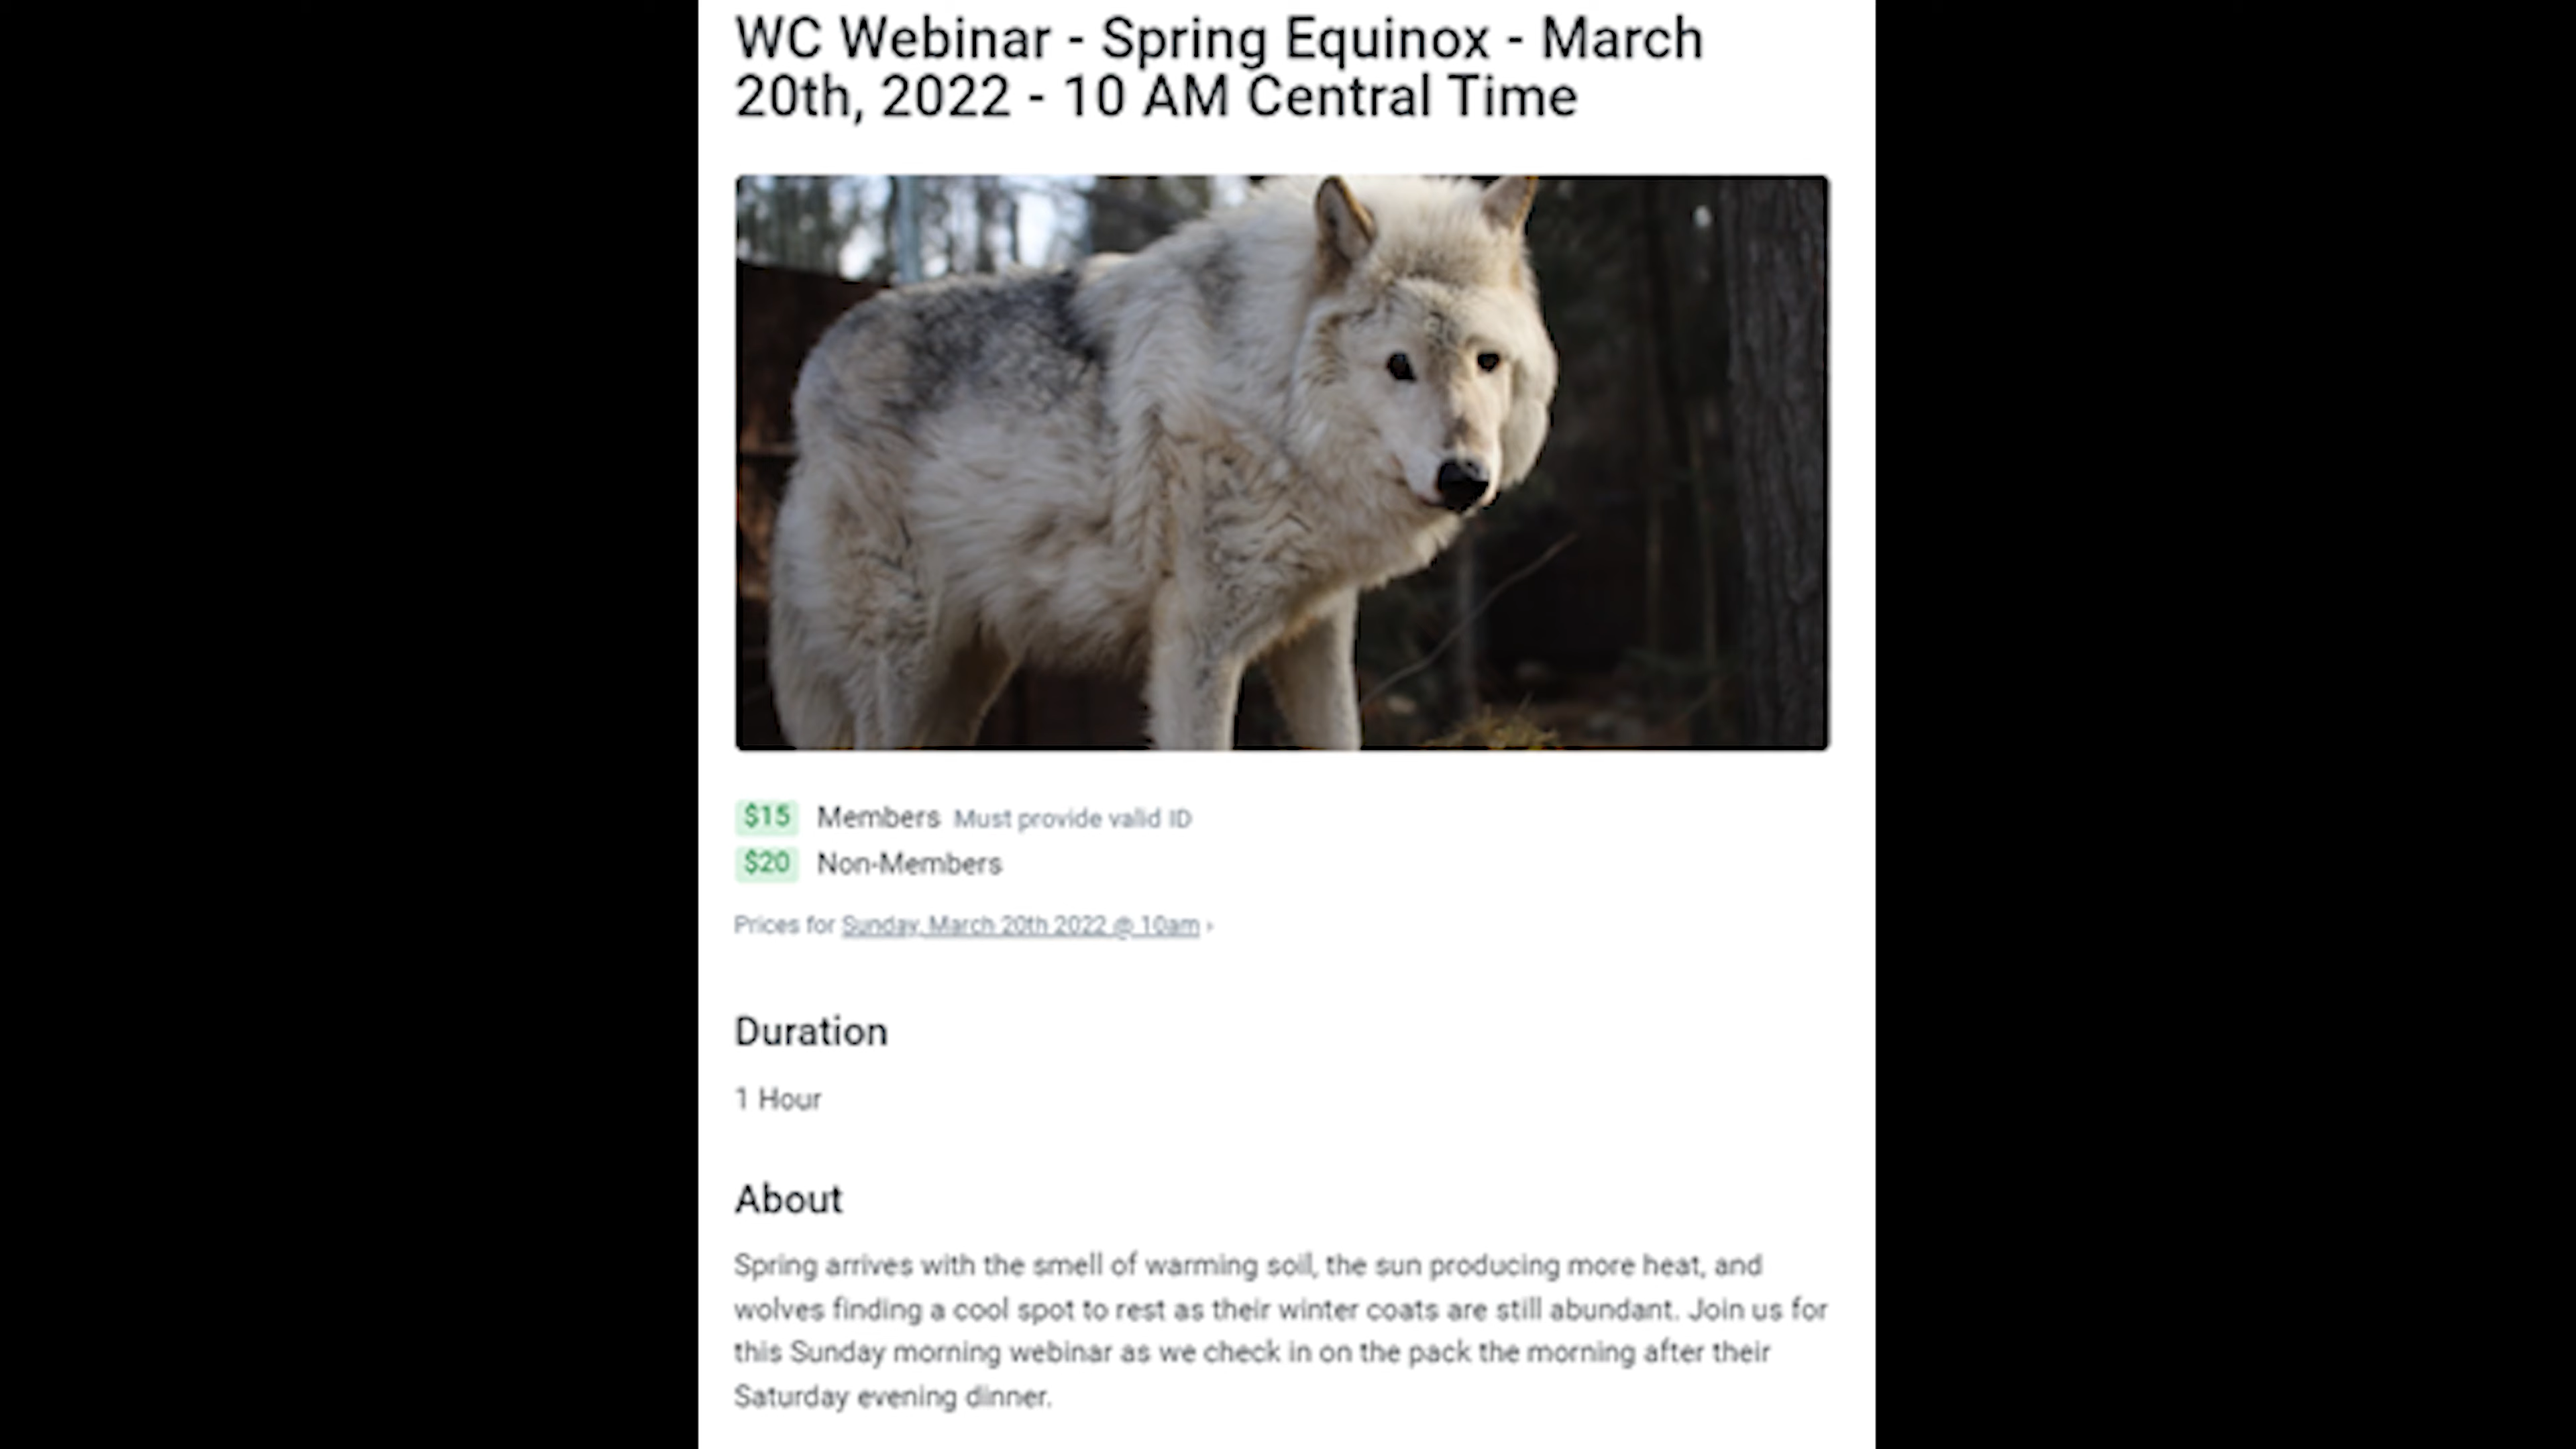 WC Webinar - Spring Equinox - March
20th, 2022 - 10 AM Central Time
$15 Members Must provide valid ID
$20 Non-Members
Prices for Sunday, March 20th 2022 @ 10am ›
Duration
1 Hour
About
Spring arrives with the smell of warming soil, the sun producing more heat, and
wolves finding a cool spot to rest as their winter coats are still abundant. Join us for
this Sunday morning webinar as we check in on the pack the morning after their
Saturday evening dinner.